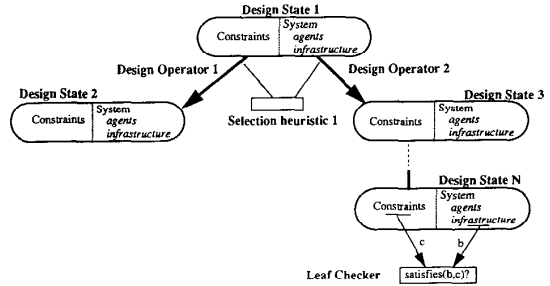 Design State 1
System
Constraints
agents
infrastructure
Design Operator 1
Design Operator 2
Design State 2
Design State 3
System
Constraints
agents
infrastructure
Selection heuristic 1
System
Constraints
agents
infrastructure
Design State N
System
Constraints
agents
infrastructure
c
b
Leaf Checker
satisfies(b,c)?